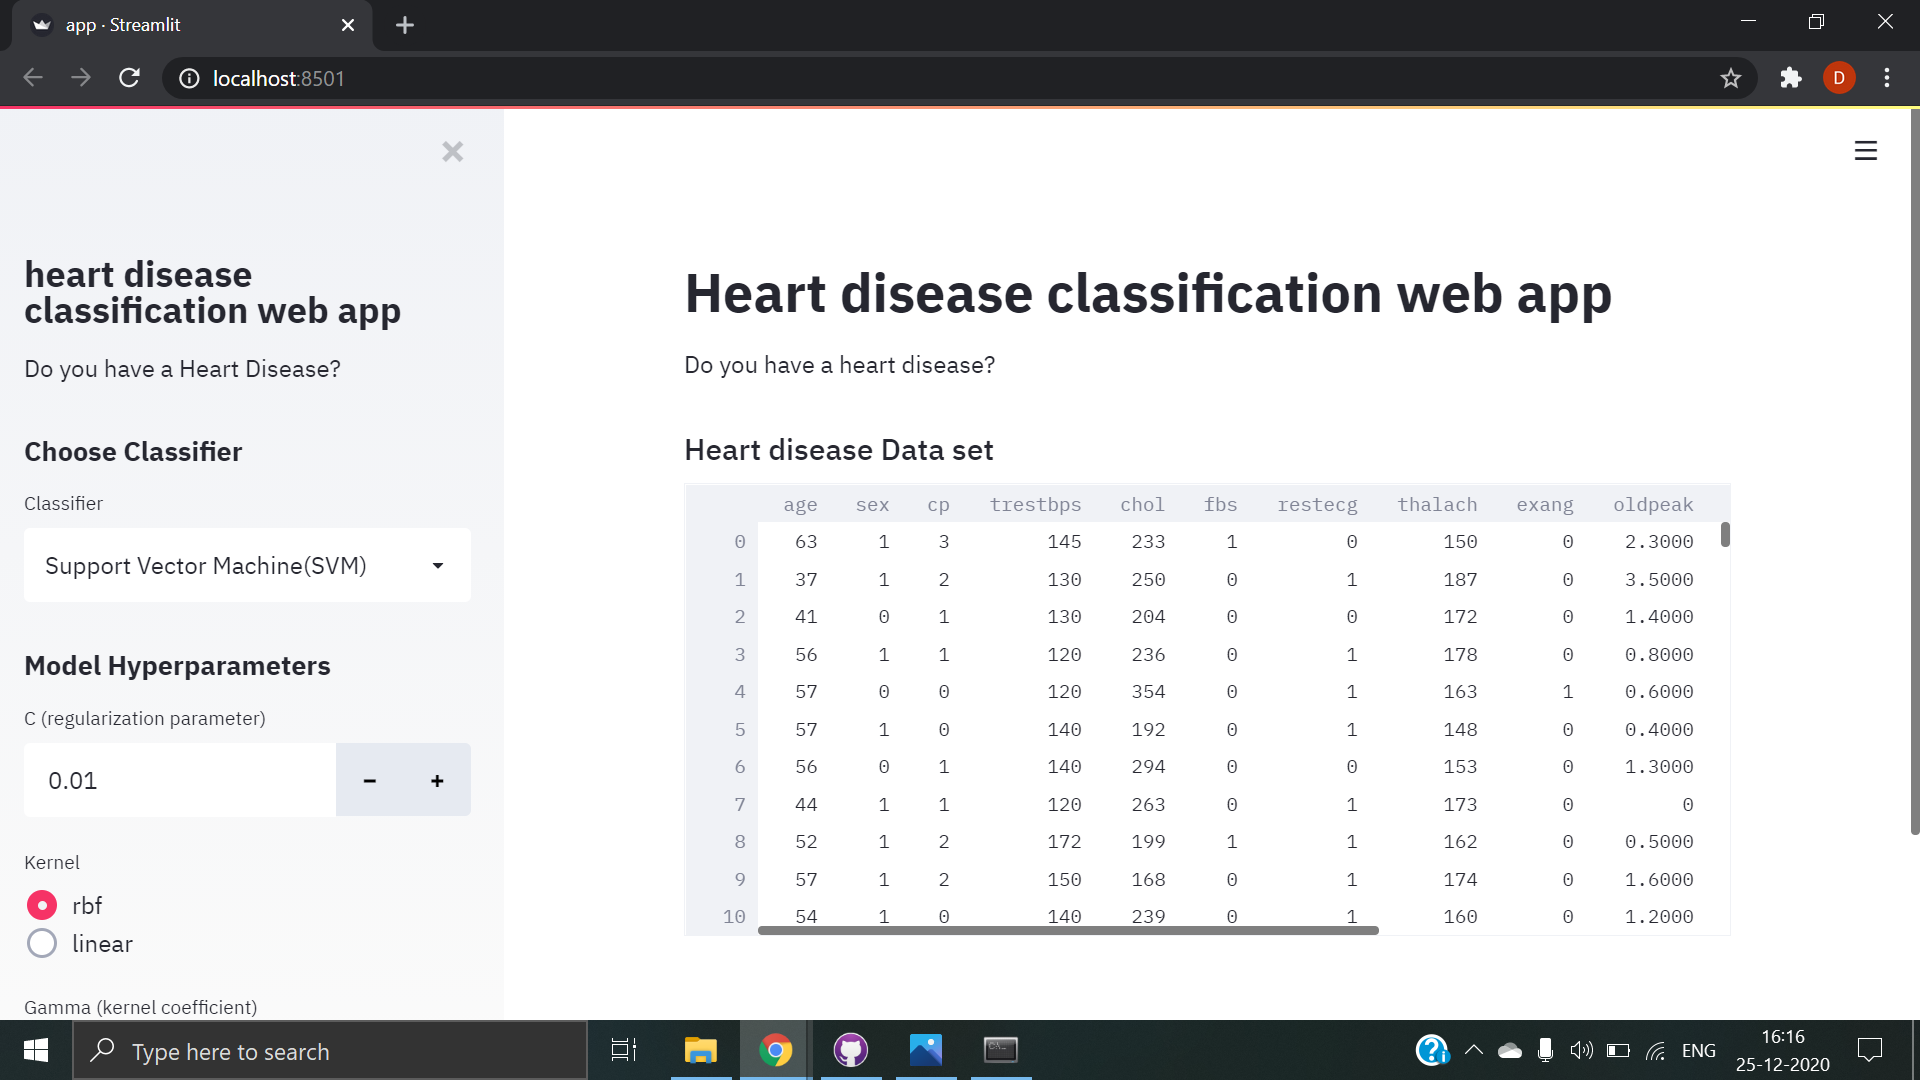 app · Streamlit
localhost:8501
D
heart disease
classification web app
Do you have a Heart Disease?
Choose Classifier
Classifier
Support Vector Machine(SVM)
Model Hyperparameters
C (regularization parameter)
0.01 - +
Kernel
rbf
linear
Gamma (kernel coefficient)
Heart disease classification web app
Do you have a heart disease?
Heart disease Data set
age sex cp trestbps chol fbs restecg thalach exang oldpeak
0 63 1 3 145 233 1 0 150 0 2.3000
1 37 1 2 130 250 0 1 187 0 3.5000
2 41 0 1 130 204 0 0 172 0 1.4000
3 56 1 1 120 236 0 1 178 0 0.8000
4 57 0 0 120 354 0 1 163 1 0.6000
5 57 1 0 140 192 0 1 148 0 0.4000
6 56 0 1 140 294 0 0 153 0 1.3000
7 44 1 1 120 263 0 1 173 0 0
8 52 1 2 172 199 1 1 162 0 0.5000
9 57 1 2 150 168 0 1 174 0 1.6000
10 54 1 0 140 239 0 1 160 0 1.2000
Type here to search
ENG
16:16
25-12-2020